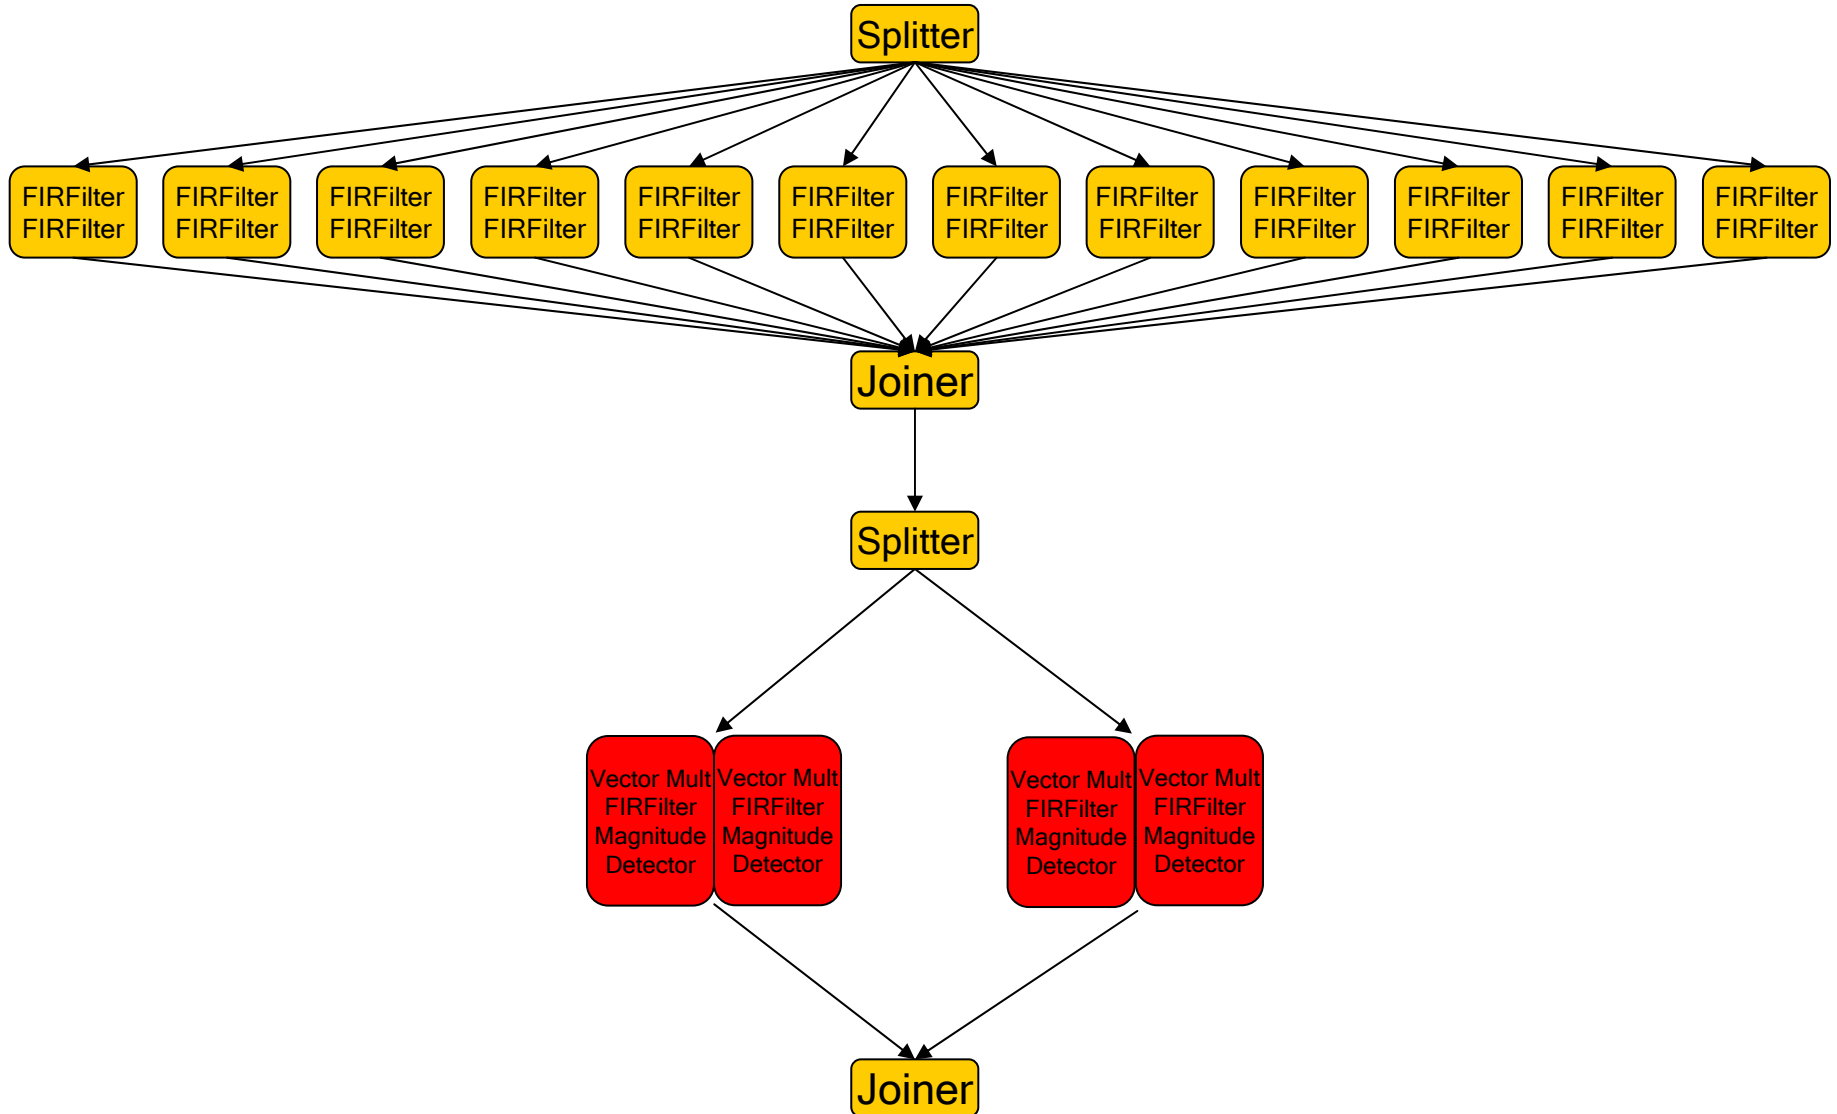 Splitter
FIRFilter FIRFilter FIRFilter FIRFilter FIRFilter FIRFilter FIRFilter FIRFilter FIRFilter FIRFilter FIRFilter FIRFilter
FIRFilter FIRFilter FIRFilter FIRFilter FIRFilter FIRFilter FIRFilter FIRFilter FIRFilter FIRFilter FIRFilter FIRFilter
Joiner
Splitter
Vector Mult Vector Mult Vector Mult Vector Mult
FIRFilter FIRFilter FIRFilter FIRFilter
Magnitude Magnitude Magnitude Magnitude
Detector Detector Detector Detector
Joiner